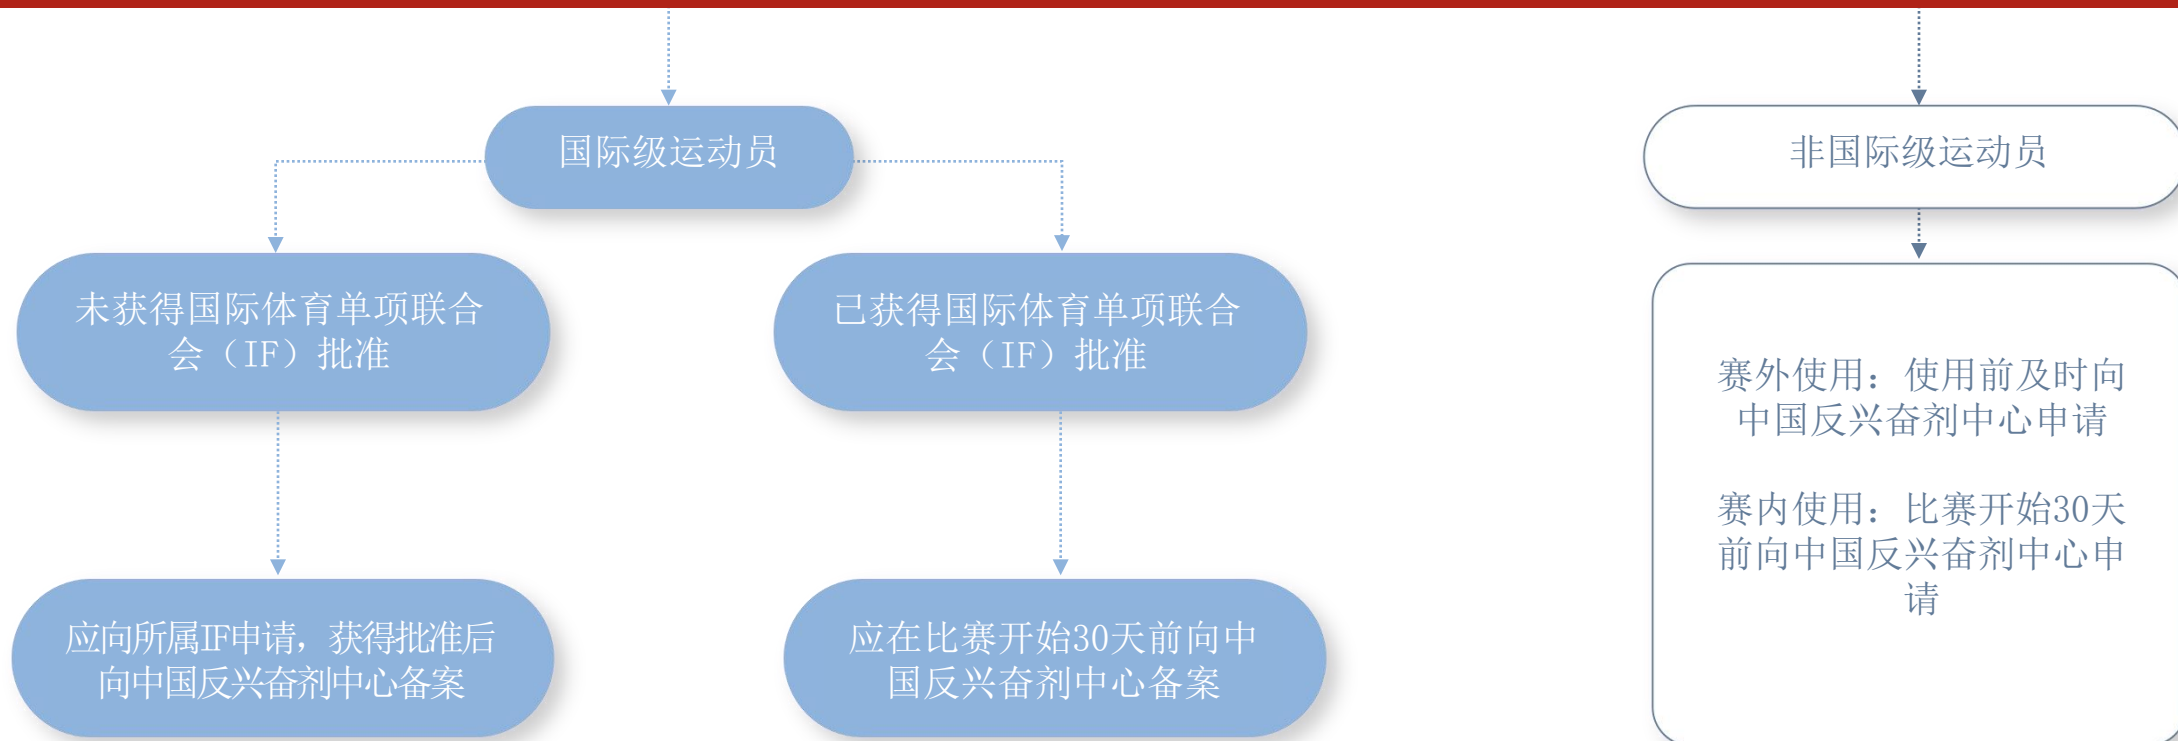 国际级运动员
非国际级运动员
未获得国际体育单项联合
会（IF）批准
已获得国际体育单项联合
会（IF）批准
赛外使用：使用前及时向
中国反兴奋剂中心申请
赛内使用：比赛开始30天
前向中国反兴奋剂中心申
请
应向所属IF申请，获得批准后
向中国反兴奋剂中心备案
应在比赛开始30天前向中
国反兴奋剂中心备案